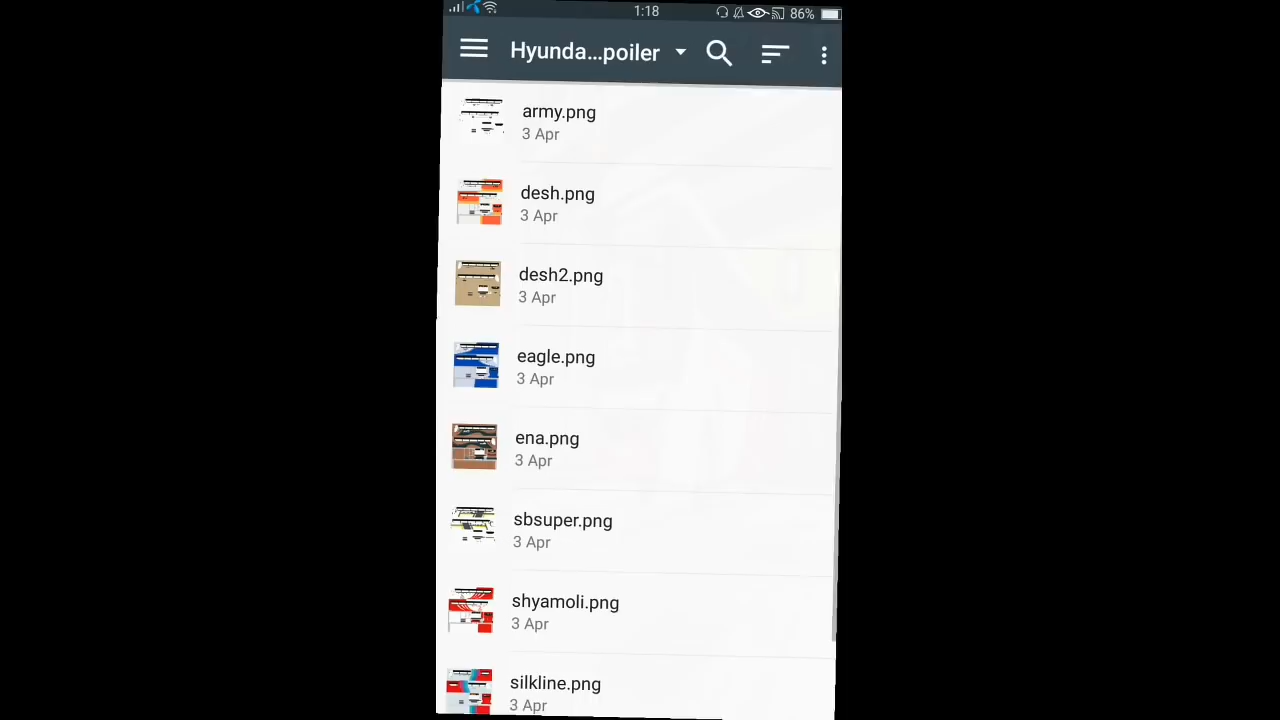 1:18
86%
Hyunda...poiler
army.png
3 Apr
desh.png
3 Apr
desh2.png
3 Apr
eagle.png
3 Apr
ena.png
3 Apr
sbsuper.png
3 Apr
shyamoli.png
3 Apr
silkline.png
3 Apr